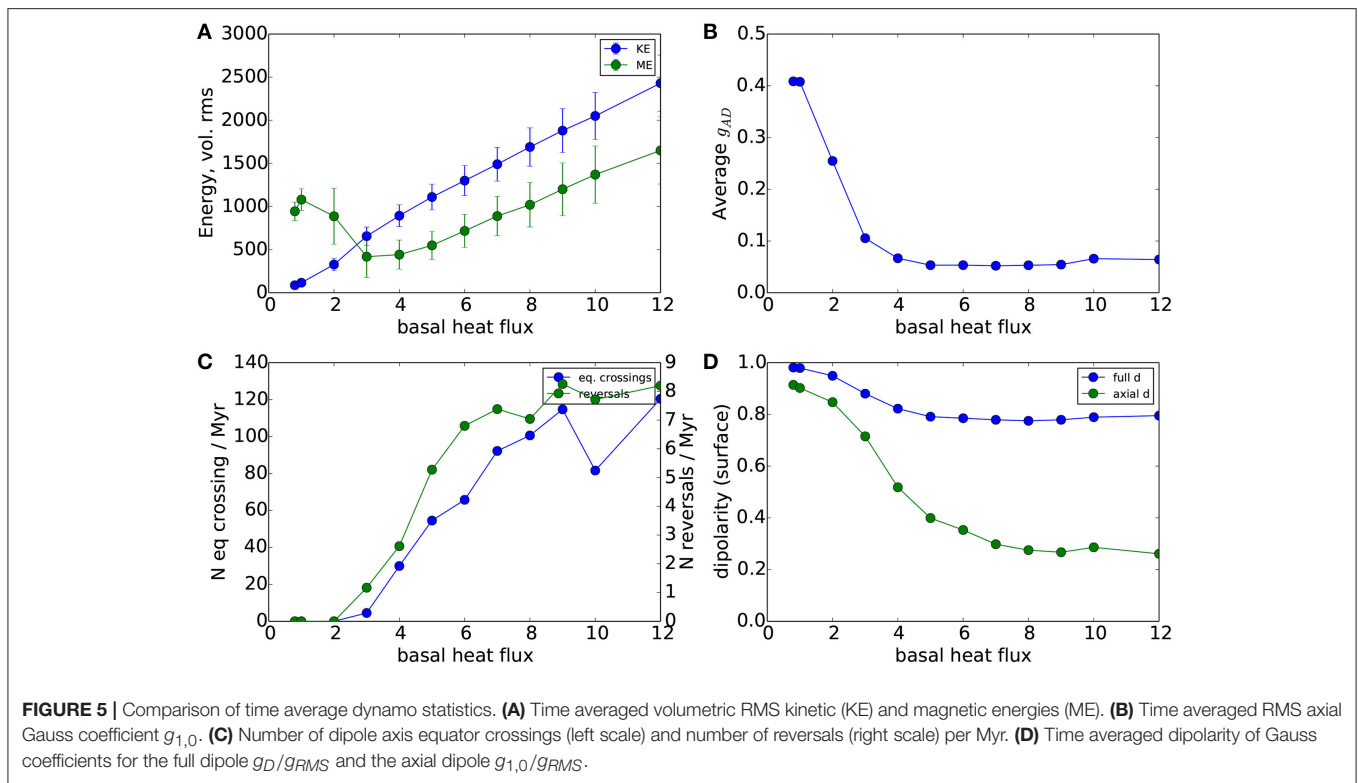 A
3000
2500
2000
1500
1000
500
0
Energy, vol. rms
KE
ME
0 2 4 6 8 10 12
basal heat flux
B
0.5
0.4
0.3
0.2
0.1
0.0
Average g_AD
0 2 4 6 8 10 12
basal heat flux
C
140
120
100
80
60
40
20
0
N eq crossing / Myr
eq. crossings
reversals
9
8
7
6
5
4
3
2
1
0
N reversals / Myr
0 2 4 6 8 10 12
basal heat flux
D
1.0
0.8
0.6
0.4
0.2
0.0
dipolarity (surface)
full d
axial d
0 2 4 6 8 10 12
basal heat flux
FIGURE 5 | Comparison of time average dynamo statistics. (A) Time averaged volumetric RMS kinetic (KE) and magnetic energies (ME). (B) Time averaged RMS axial
Gauss coefficient g1,0. (C) Number of dipole axis equator crossings (left scale) and number of reversals (right scale) per Myr. (D) Time averaged dipolarity of Gauss
coefficients for the full dipole gD/gRMS and the axial dipole g1,0/gRMS.